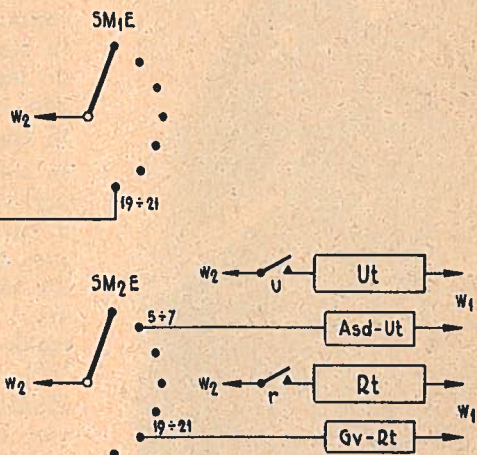 SM1E
W2
19÷21
W2 U Ut
W1
SM2E
5÷7 Asd-Ut
W2 W2 r Rt
W1
19÷21 Gv-Rt